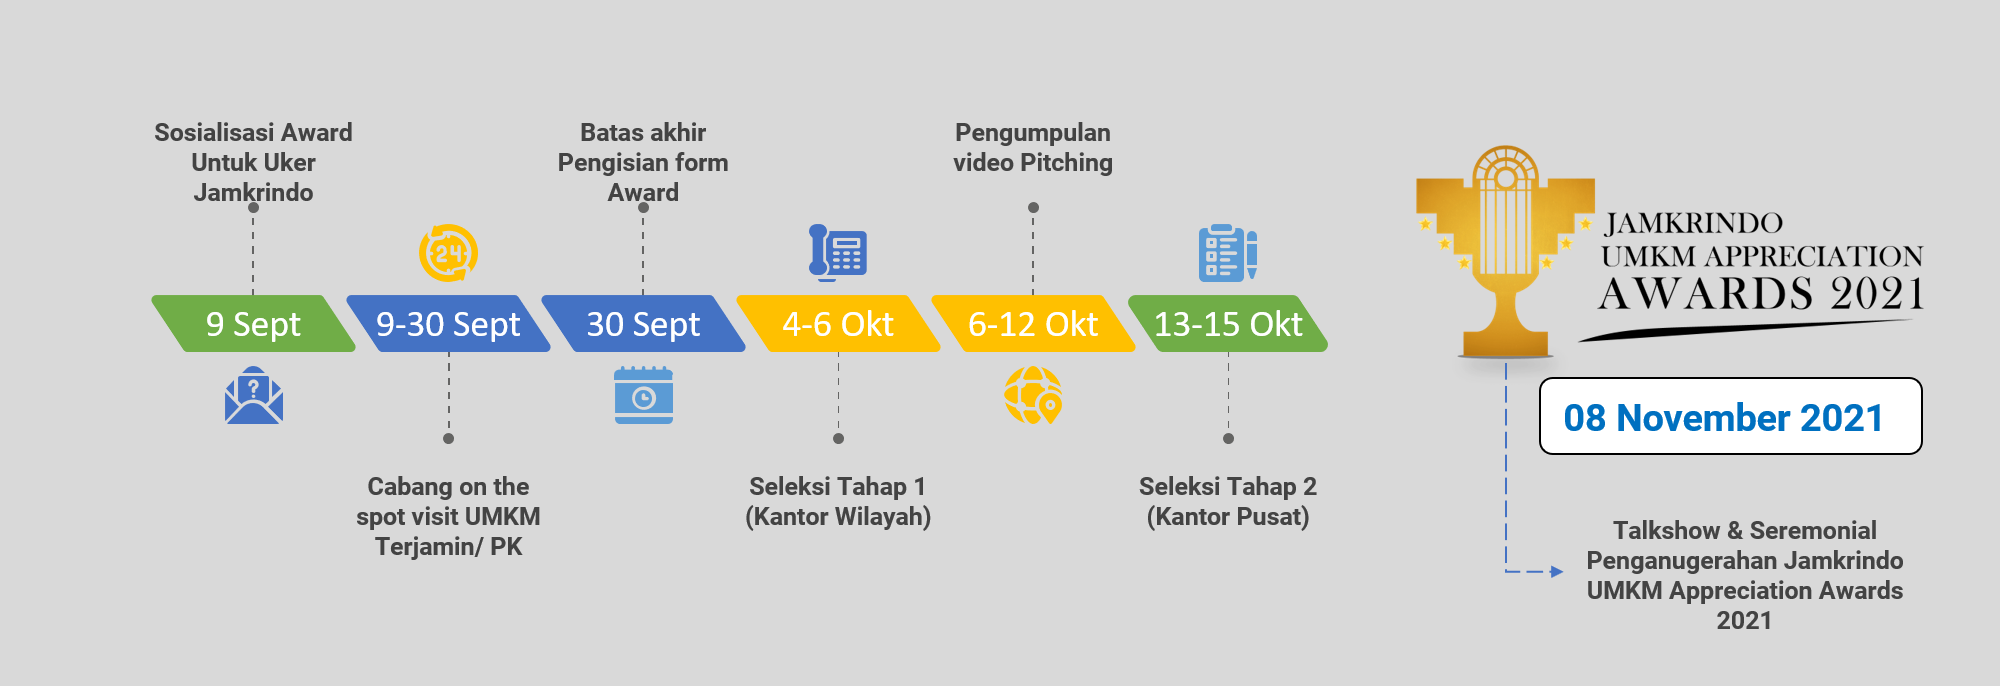 Sosialisasi Award
Untuk Uker
Jamkrindo
Batas akhir
Pengisian form
Award
Pengumpulan
video Pitching
24
9 Sept
9-30 Sept
30 Sept
4-6 Okt
6-12 Okt
13-15 Okt
?
Cabang on the
spot visit UMKM
Terjamin/ PK
Seleksi Tahap 1
(Kantor Wilayah)
Seleksi Tahap 2
(Kantor Pusat)
JAMKRINDO
UMKM APPRECIATION
AWARDS 2021
08 November 2021
Talkshow & Seremonial
Penganugerahan Jamkrindo
UMKM Appreciation Awards
2021